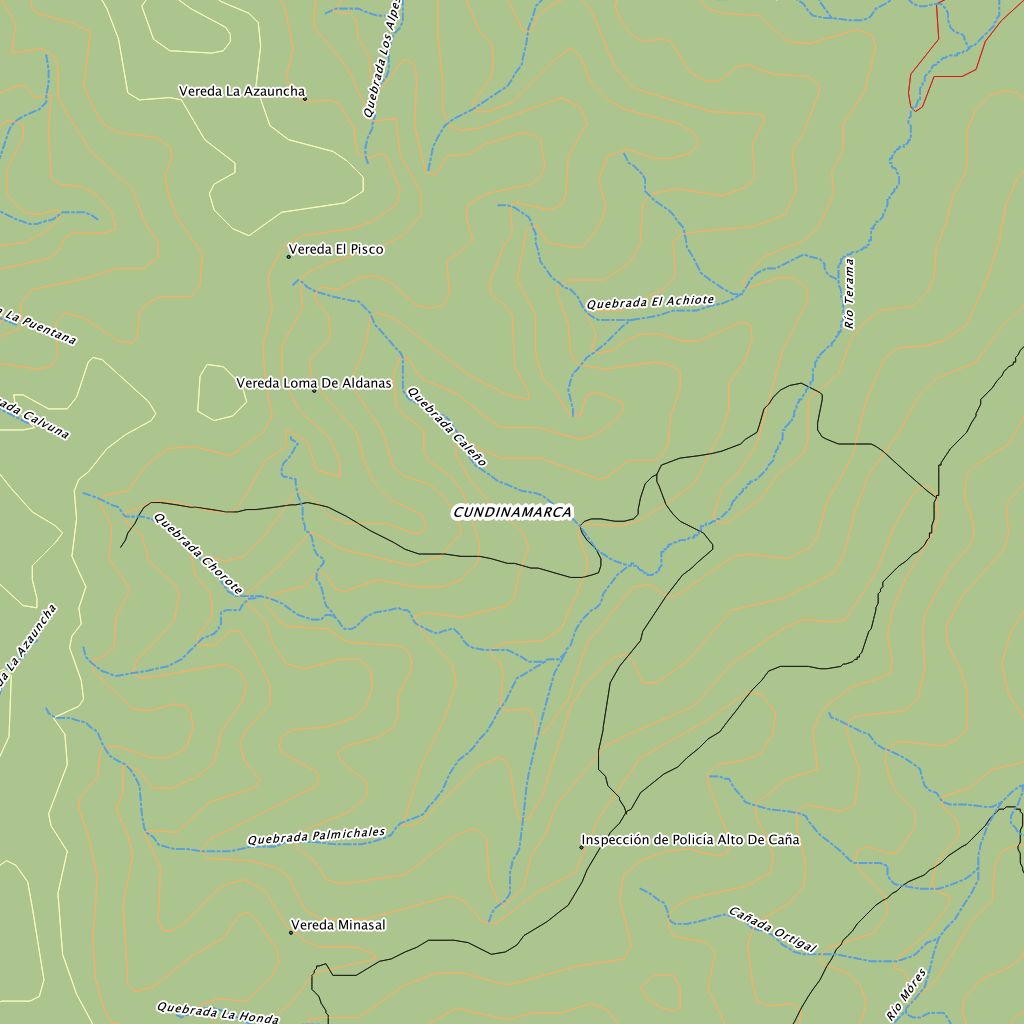 Quebrada Los Alpes
Vereda La Azauncha
Vereda El Pisco
Río Terama
Quebrada El Achiote
La Puentana
Vereda Loma De Aldanas
Calvuna
Quebrada Caleño
CUNDINAMARCA
Quebrada Chorote
La Azauncha
Quebrada Palmichales
Inspección de Policía Alto De Caña
Vereda Minasal
Cañada Ortigal
Río Móres
Quebrada La Honda